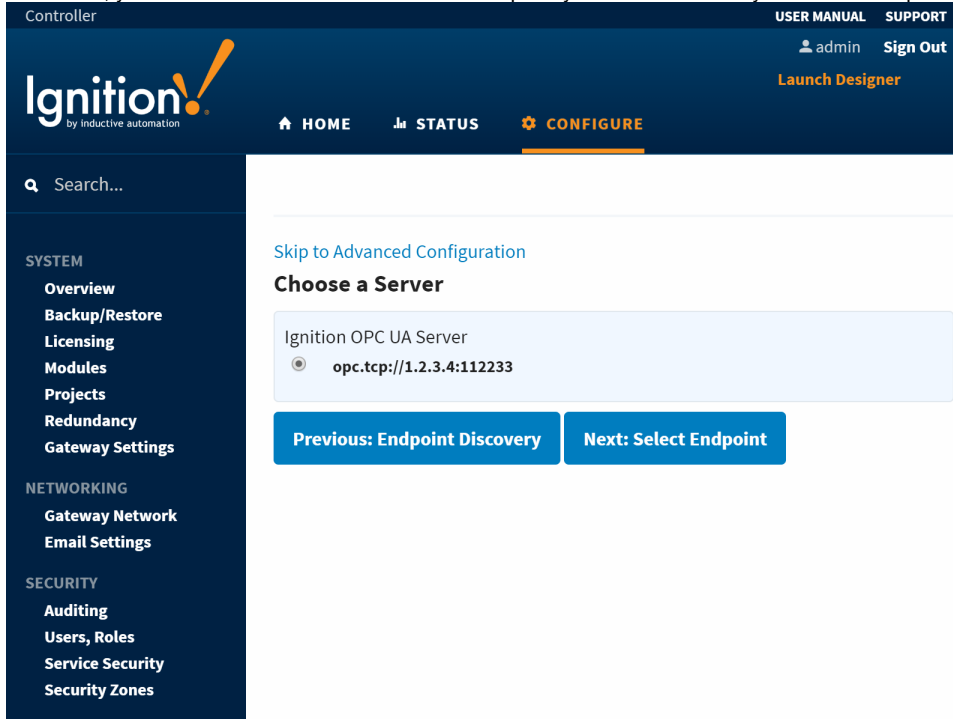 Controller
USER MANUAL SUPPORT
admin Sign Out
Launch Designer
Ignition!
by inductive automation
HOME STATUS CONFIGURE
Search...
SYSTEM
Overview
Backup/Restore
Licensing
Modules
Projects
Redundancy
Gateway Settings
NETWORKING
Gateway Network
Email Settings
SECURITY
Auditing
Users, Roles
Service Security
Security Zones
Skip to Advanced Configuration
Choose a Server
Ignition OPC UA Server
opc.tcp://1.2.3.4:112233
Previous: Endpoint Discovery
Next: Select Endpoint